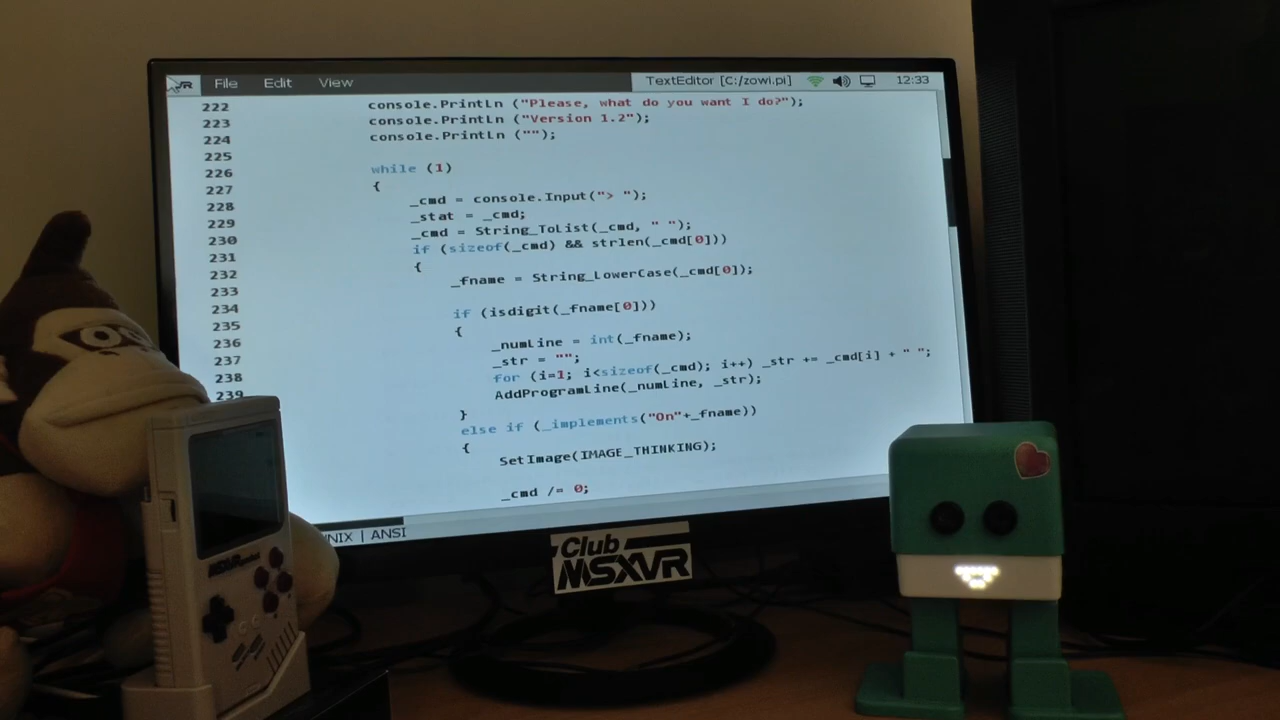 VR File Edit View TextEditor [C:/zowi.pi] 12:33
222 console.PrintLn ("Please, what do you want I do?");
223 console.PrintLn ("Version 1.2");
224 console.PrintLn ("");
225
226 while (1)
227 {
228 _cmd = console.Input("> ");
229 _stat = _cmd;
230 _cmd = String_ToList(_cmd, " ");
231 if (sizeof(_cmd) && strlen(_cmd[0]))
232 {
233 _fname = String_LowerCase(_cmd[0]);
234
235 if (isdigit(_fname[0]))
236 {
237 _numLine = int(_fname);
238 _str = "";
239 for (i=1; i<sizeof(_cmd); i++) _str += _cmd[i] + " ";
AddProgramLine(_numLine, _str);
}
else if (_implements("On"+_fname))
{
SetImage(IMAGE_THINKING);
_cmd /= 0;
UNIX | ANSI
Club
MSXVR